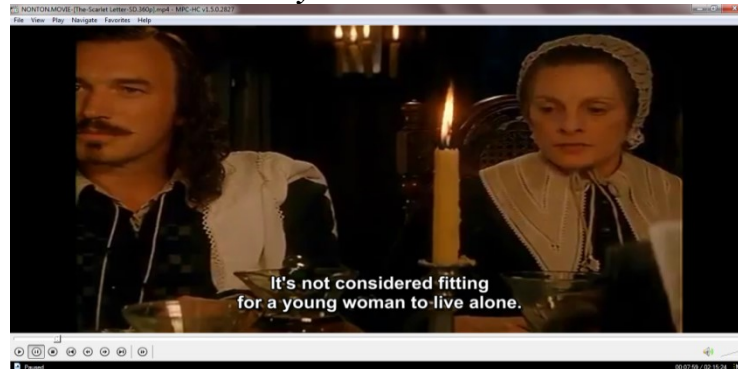 NONTON.MOVIE-[The-Scarlet Letter-SD.360p].mp4 - MPC-HC v1.5.0.2827
File View Play Navigate Favorites Help
It's not considered fitting
for a young woman to live alone.
Paused
00:07:59 / 02:15:24